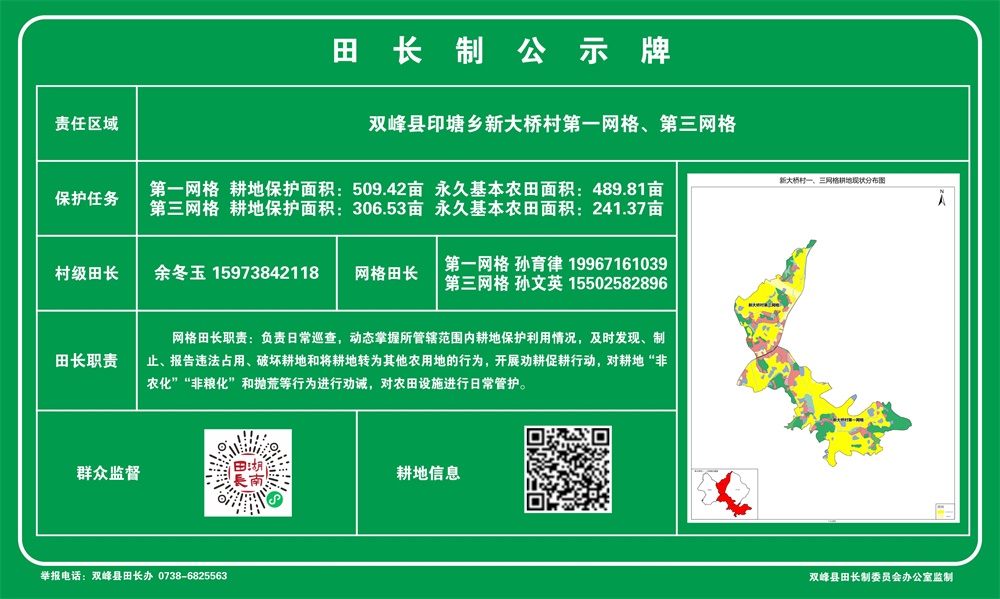 田长制公示牌
责任区域
双峰县印塘乡新大桥村第一网格、第三网格
保护任务
第一网格 耕地保护面积：509.42亩 永久基本农田面积：489.81亩
第三网格 耕地保护面积：306.53亩 永久基本农田面积：241.37亩
村级田长
余冬玉 15973842118
网格田长
第一网格 孙育律 19967161039
第三网格 孙文英 15502582896
田长职责
网格田长职责：负责日常巡查，动态掌握所管辖范围内耕地保护利用情况，及时发现、制
止、报告违法占用、破坏耕地和将耕地转为其他农用地的行为，开展劝耕促耕行动，对耕地“非
农化”“非粮化”和抛荒等行为进行劝诫，对农田设施进行日常管护。
新大桥村一、三网格耕地现状分布图
N
新大桥村第三网格
新大桥村第一网格
群众监督
湖南
田長
耕地信息
举报电话：双峰县田长办 0738-6825563
双峰县田长制委员会办公室监制